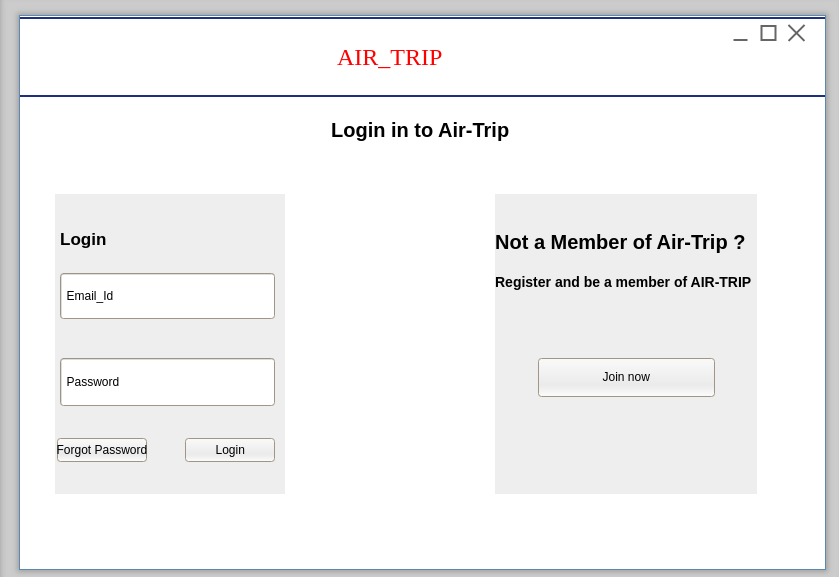 AIR_TRIP
Login in to Air-Trip
Login
Email_Id
Password
Forgot Password
Login
Not a Member of Air-Trip ?
Register and be a member of AIR-TRIP
Join now